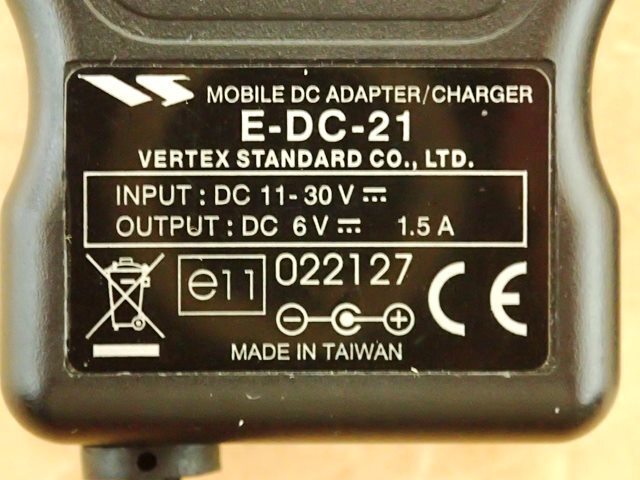 VS MOBILE DC ADAPTER/CHARGER
E-DC-21
VERTEX STANDARD CO., LTD.
INPUT : DC 11-30 V ⎓
OUTPUT : DC 6 V ⎓ 1.5 A
e11 022127 CE
MADE IN TAIWAN